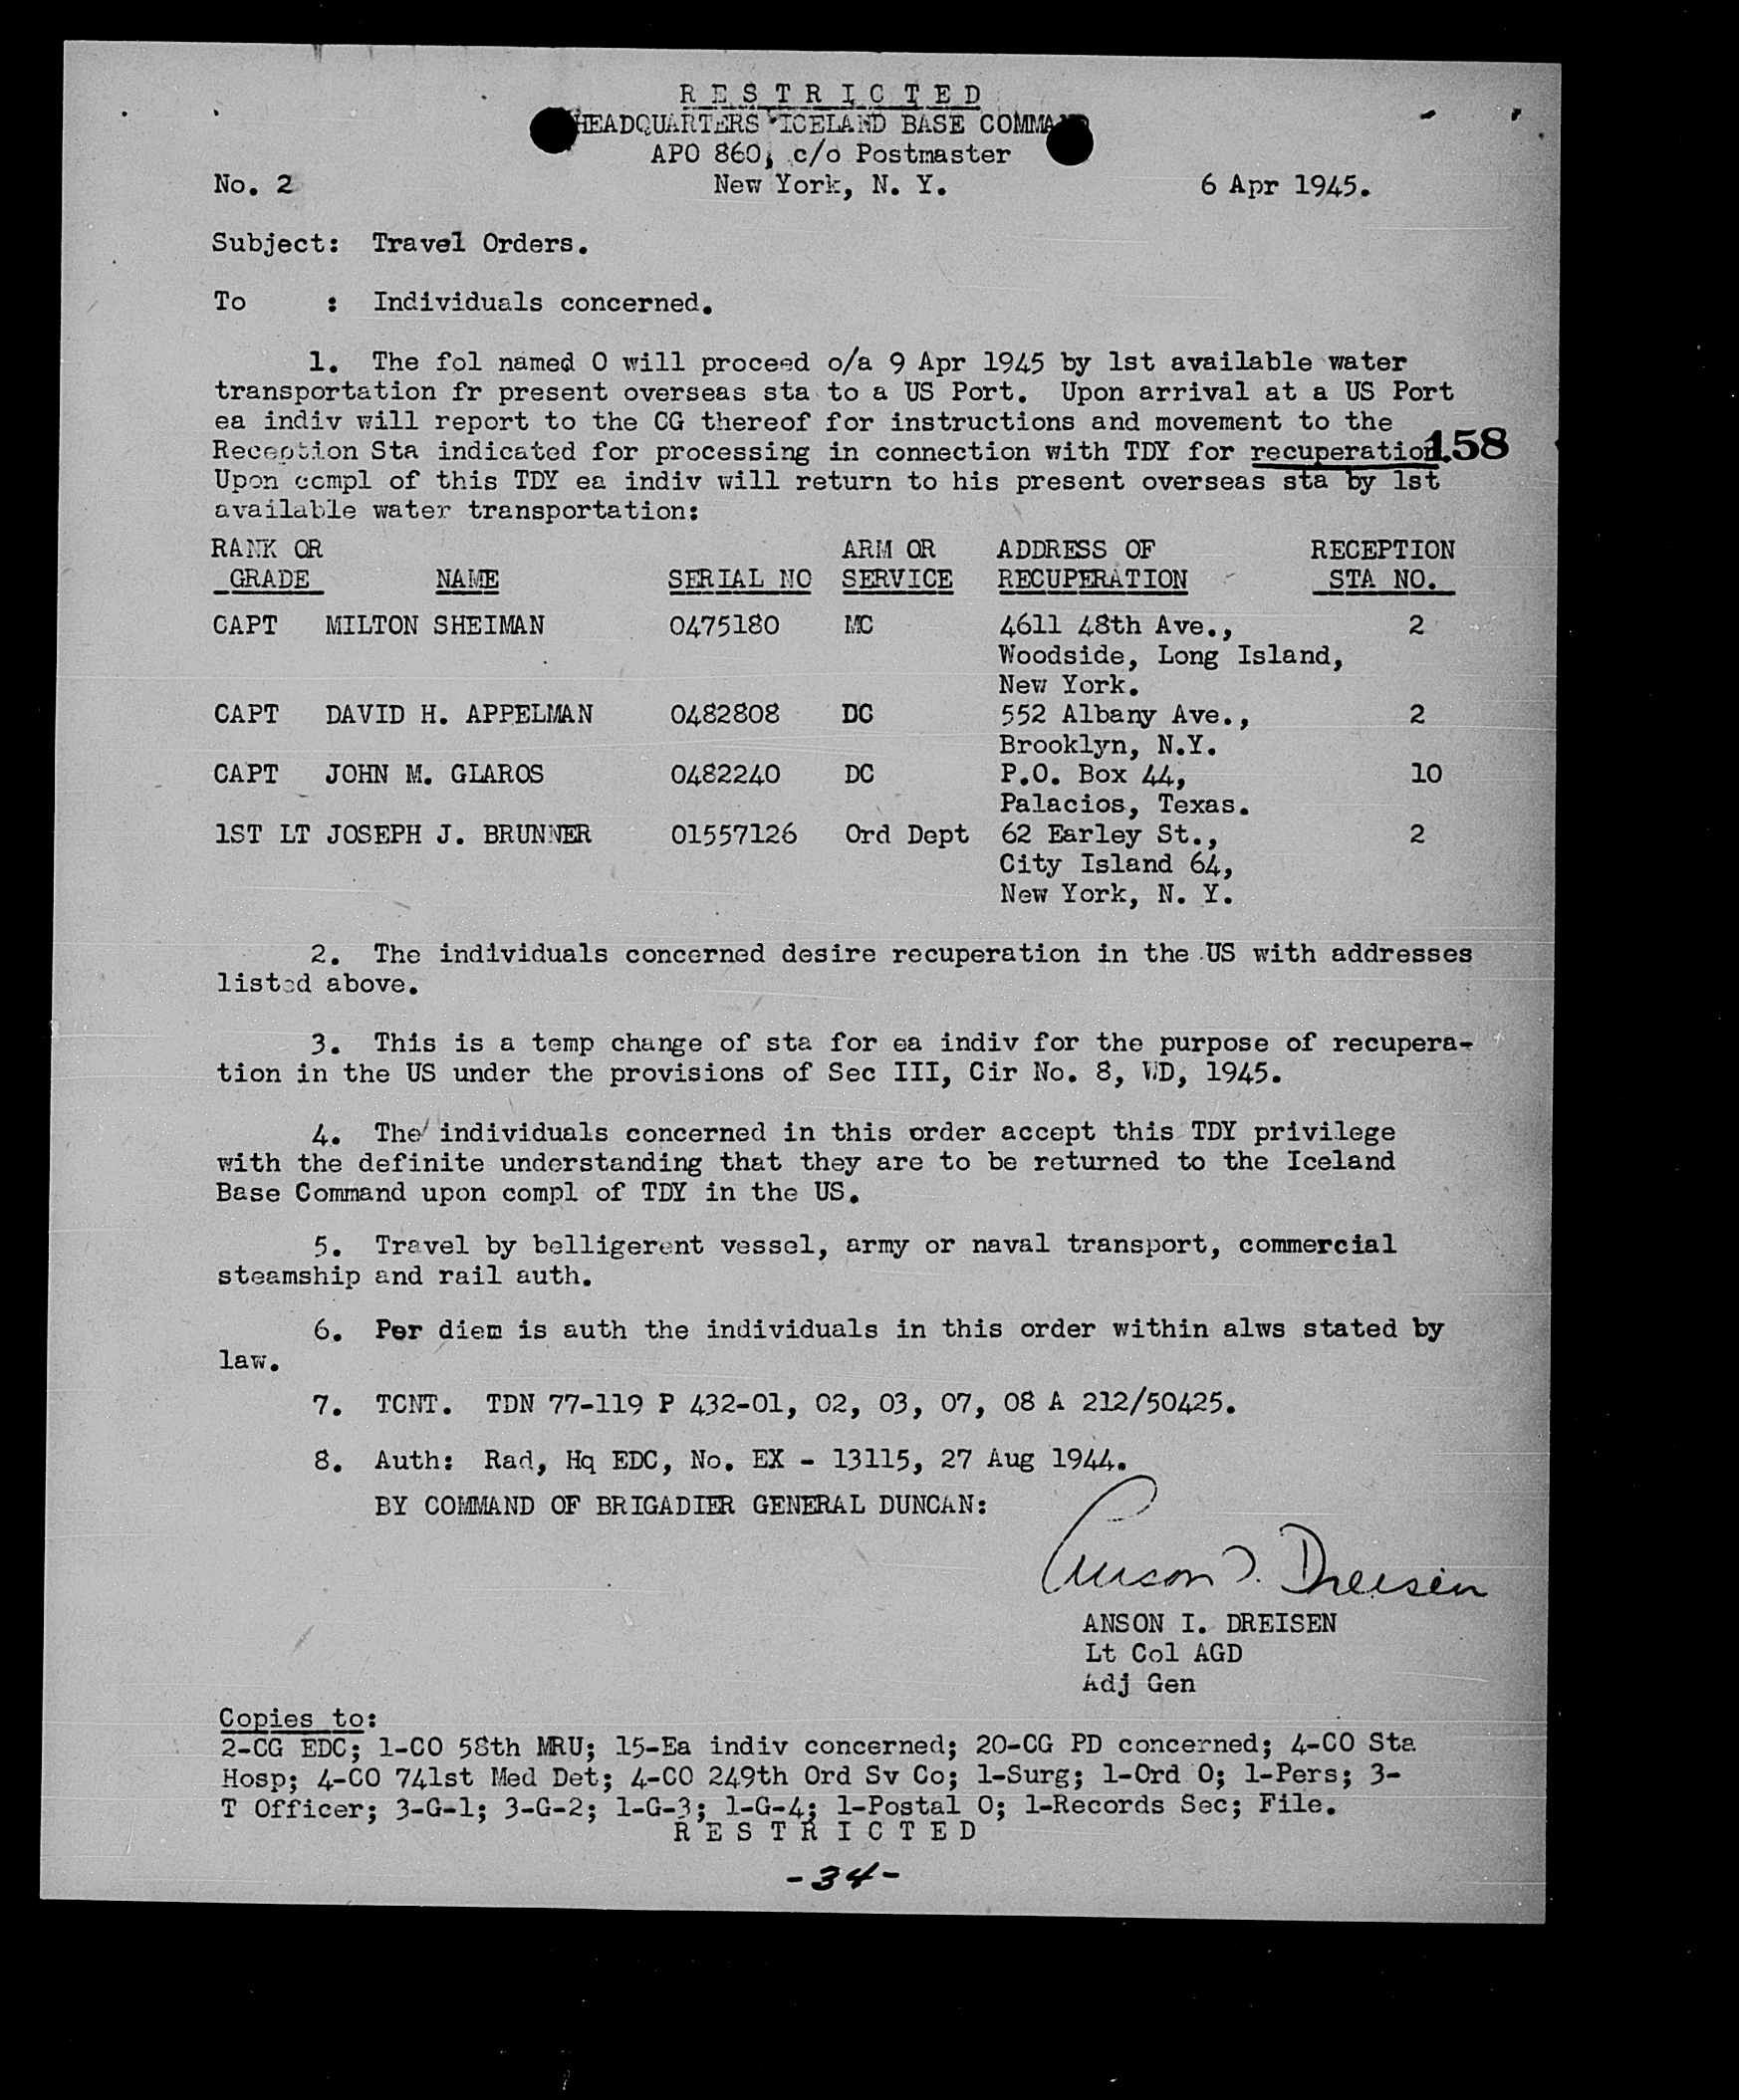 R E S T R I C T E D
HEADQUARTERS ICELAND BASE COMMAND
APO 860, c/o Postmaster
No. 2 New York, N. Y. 6 Apr 1945.
Subject: Travel Orders.
To : Individuals concerned.
1. The fol named O will proceed o/a 9 Apr 1945 by 1st available water
transportation fr present overseas sta to a US Port. Upon arrival at a US Port
ea indiv will report to the CG thereof for instructions and movement to the
Reception Sta indicated for processing in connection with TDY for recuperation. 158
Upon compl of this TDY ea indiv will return to his present overseas sta by 1st
available water transportation:
RANK OR ARM OR ADDRESS OF RECEPTION
GRADE NAME SERIAL NO SERVICE RECUPERATION STA NO.
CAPT MILTON SHEIMAN 0475180 MC 4611 48th Ave., 2
Woodside, Long Island,
New York.
CAPT DAVID H. APPELMAN 0482808 DC 552 Albany Ave., 2
Brooklyn, N.Y.
CAPT JOHN M. GLAROS 0482240 DC P.O. Box 44, 10
Palacios, Texas.
1ST LT JOSEPH J. BRUNNER 01557126 Ord Dept 62 Earley St., 2
City Island 64,
New York, N. Y.
2. The individuals concerned desire recuperation in the US with addresses
listed above.
3. This is a temp change of sta for ea indiv for the purpose of recupera-
tion in the US under the provisions of Sec III, Cir No. 8, WD, 1945.
4. The individuals concerned in this order accept this TDY privilege
with the definite understanding that they are to be returned to the Iceland
Base Command upon compl of TDY in the US.
5. Travel by belligerent vessel, army or naval transport, commercial
steamship and rail auth.
6. Per diem is auth the individuals in this order within alws stated by
law.
7. TCNT. TDN 77-119 P 432-01, 02, 03, 07, 08 A 212/50425.
8. Auth: Rad, Hq EDC, No. EX - 13115, 27 Aug 1944.
BY COMMAND OF BRIGADIER GENERAL DUNCAN:
Anson I. Dreisen
ANSON I. DREISEN
Lt Col AGD
Adj Gen
Copies to:
2-CG EDC; 1-CO 58th MRU; 15-Ea indiv concerned; 20-CG PD concerned; 4-CO Sta
Hosp; 4-CO 741st Med Det; 4-CO 249th Ord Sv Co; 1-Surg; 1-Ord O; 1-Pers; 3-
T Officer; 3-G-1; 3-G-2; 1-G-3; 1-G-4; 1-Postal O; 1-Records Sec; File.
R E S T R I C T E D
-34-